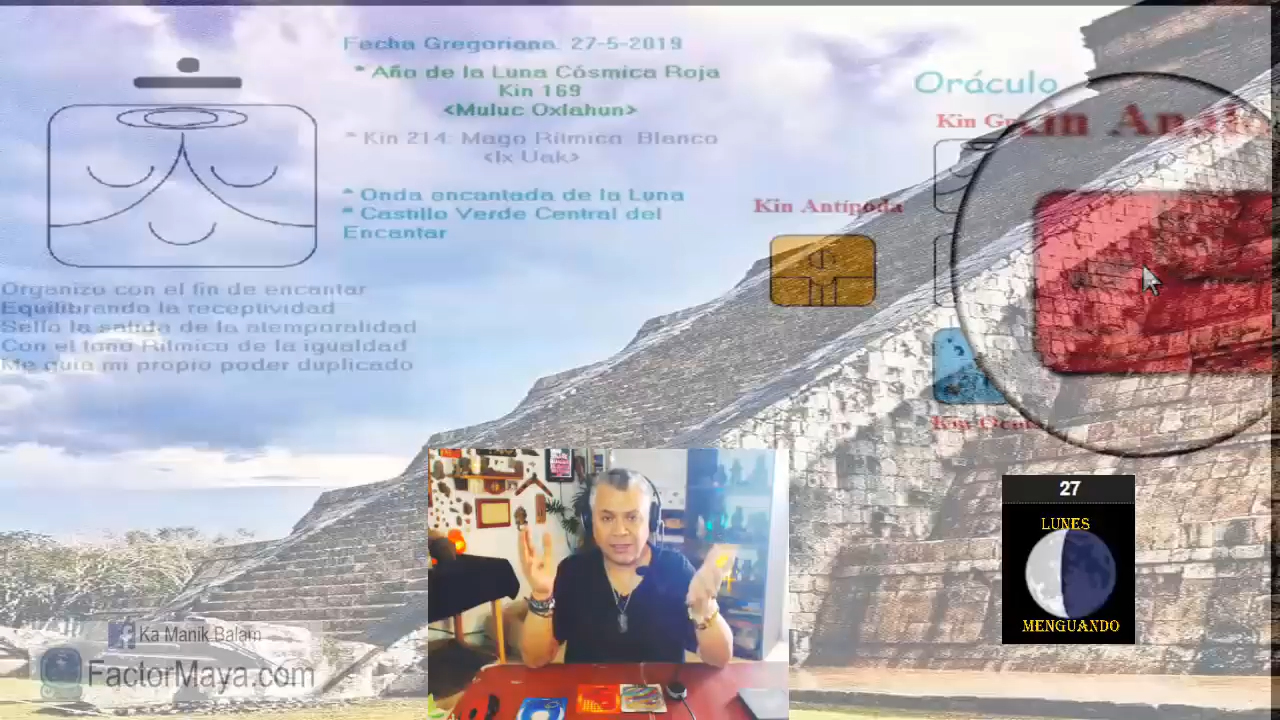 Fecha Gregoriana: 27-5-2019
* Año de la Luna Cósmica Roja
Kin 169
<Muluc Oxlahun>
* Kin 214: Mago Rítmico Blanco
<Ix Uak>
* Onda encantada de la Luna
* Castillo Verde Central del
Encantar
Organizo con el fin de encantar
Equilibrando la receptividad
Sello la salida de la atemporalidad
Con el tono Rítmico de la igualdad
Me guía mi propio poder duplicado
Oráculo
Kin
Kin
Kin Antípoda
Kin
27
LUNES
MENGUANDO
Ka Manik Balam
FactorMaya.com